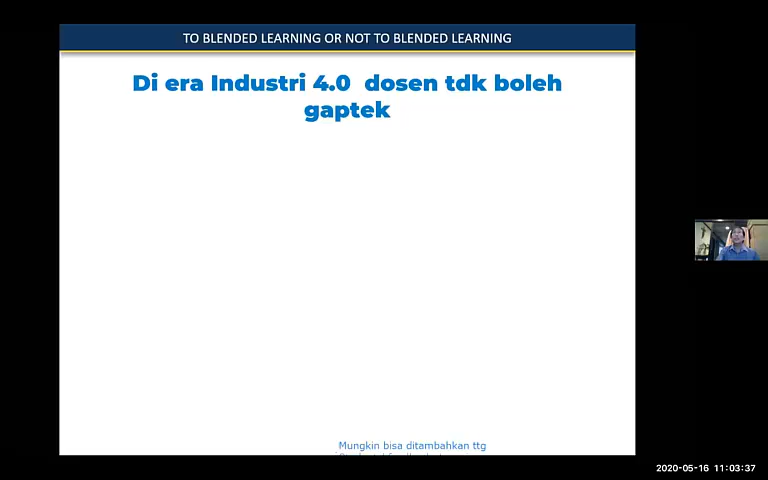 TO BLENDED LEARNING OR NOT TO BLENDED LEARNING
Di era Industri 4.0 dosen tdk boleh
gaptek
Mungkin bisa ditambahkan ttg
2020-05-16 11:03:37